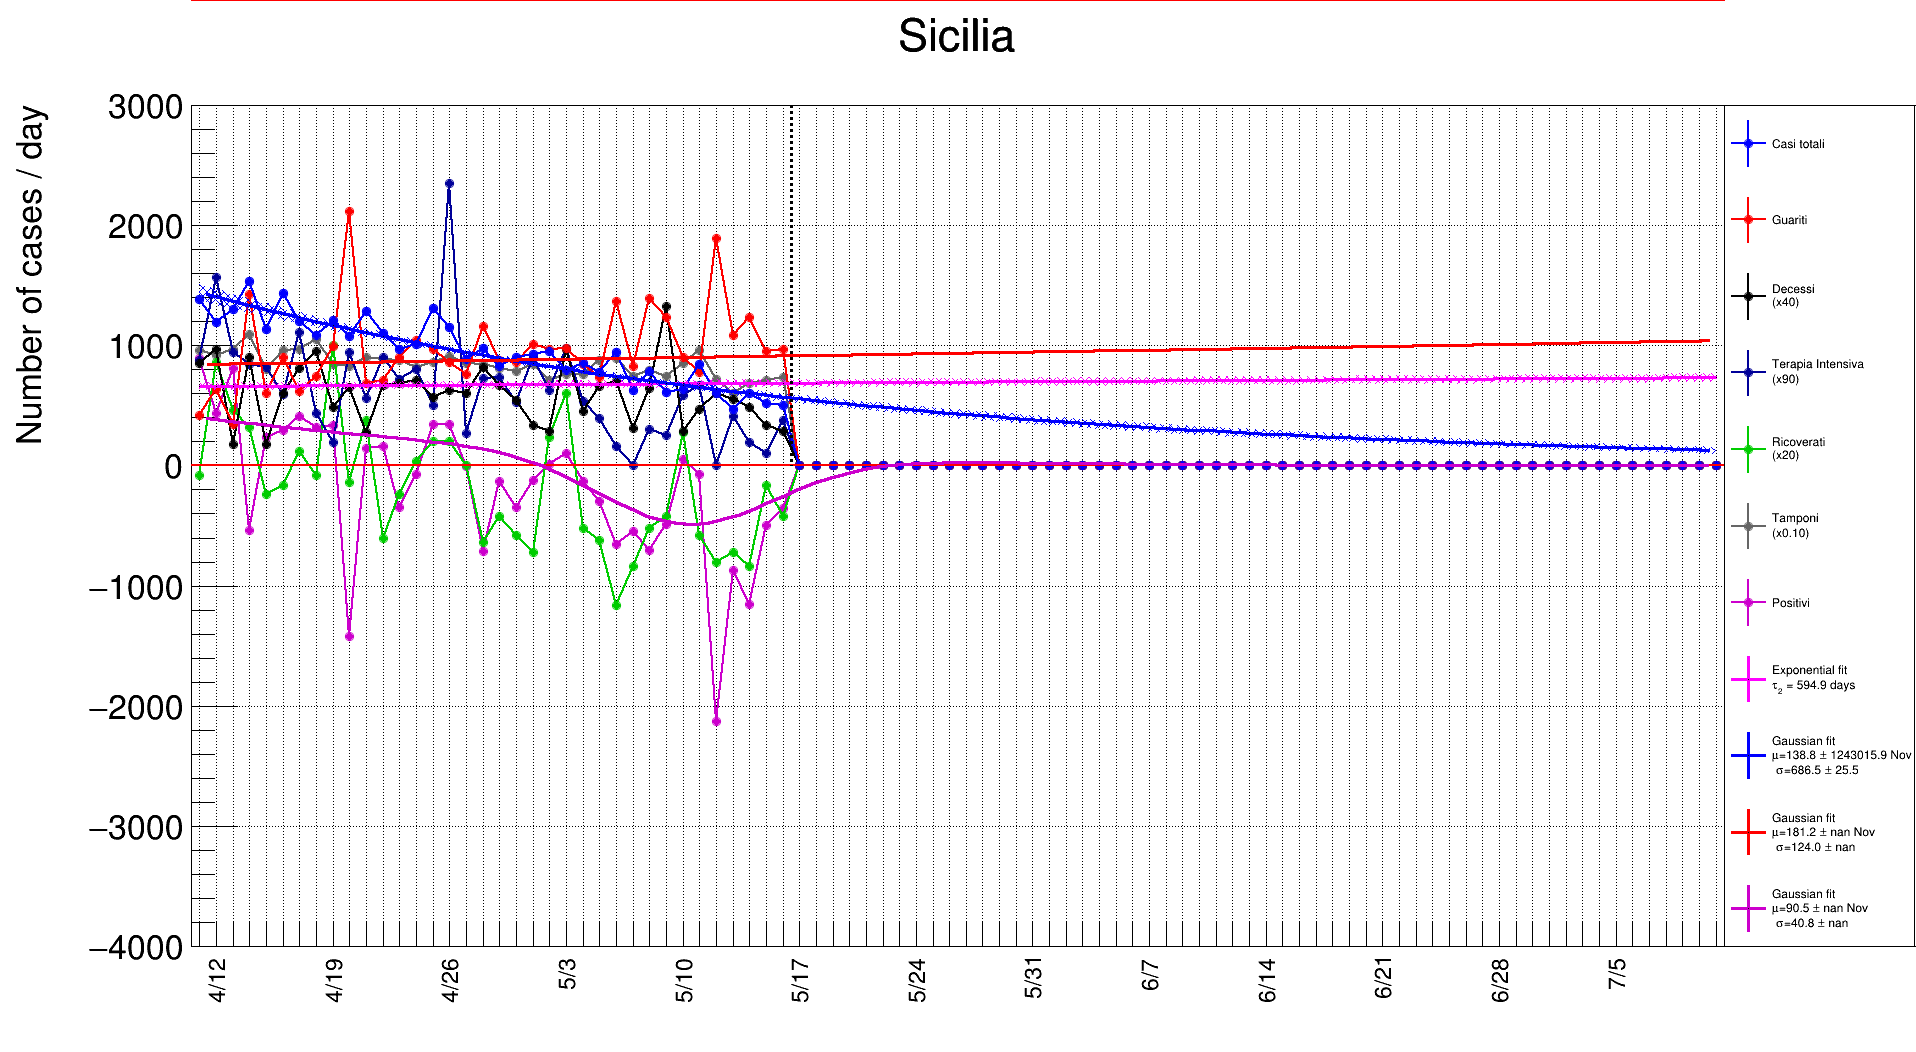 Sicilia
Number of cases / day
3000
2000
1000
0
−1000
−2000
−3000
−4000
4/12
4/19
4/26
5/3
5/10
5/17
5/24
5/31
6/7
6/14
6/21
6/28
7/5
Casi totali
Guariti
Decessi
(x40)
Terapia Intensiva
(x90)
Ricoverati
(x20)
Tamponi
(x0.10)
Positivi
Exponential fit
τ2 = 594.9 days
Gaussian fit
μ=138.8 ± 1243015.9 Nov
σ=686.5 ± 25.5
Gaussian fit
μ=181.2 ± nan Nov
σ=124.0 ± nan
Gaussian fit
μ=90.5 ± nan Nov
σ=40.8 ± nan